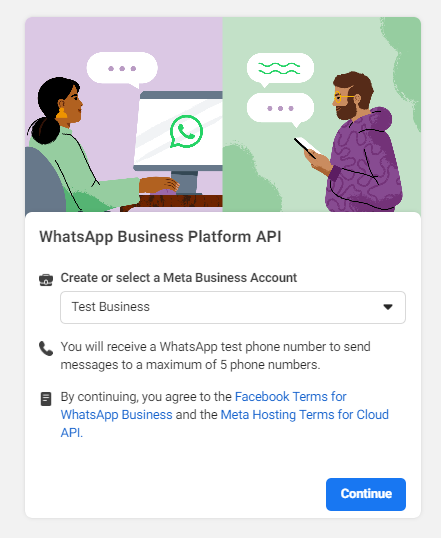 WhatsApp Business Platform API
Create or select a Meta Business Account
Test Business
You will receive a WhatsApp test phone number to send
messages to a maximum of 5 phone numbers.
By continuing, you agree to the Facebook Terms for
WhatsApp Business and the Meta Hosting Terms for Cloud
API.
Continue